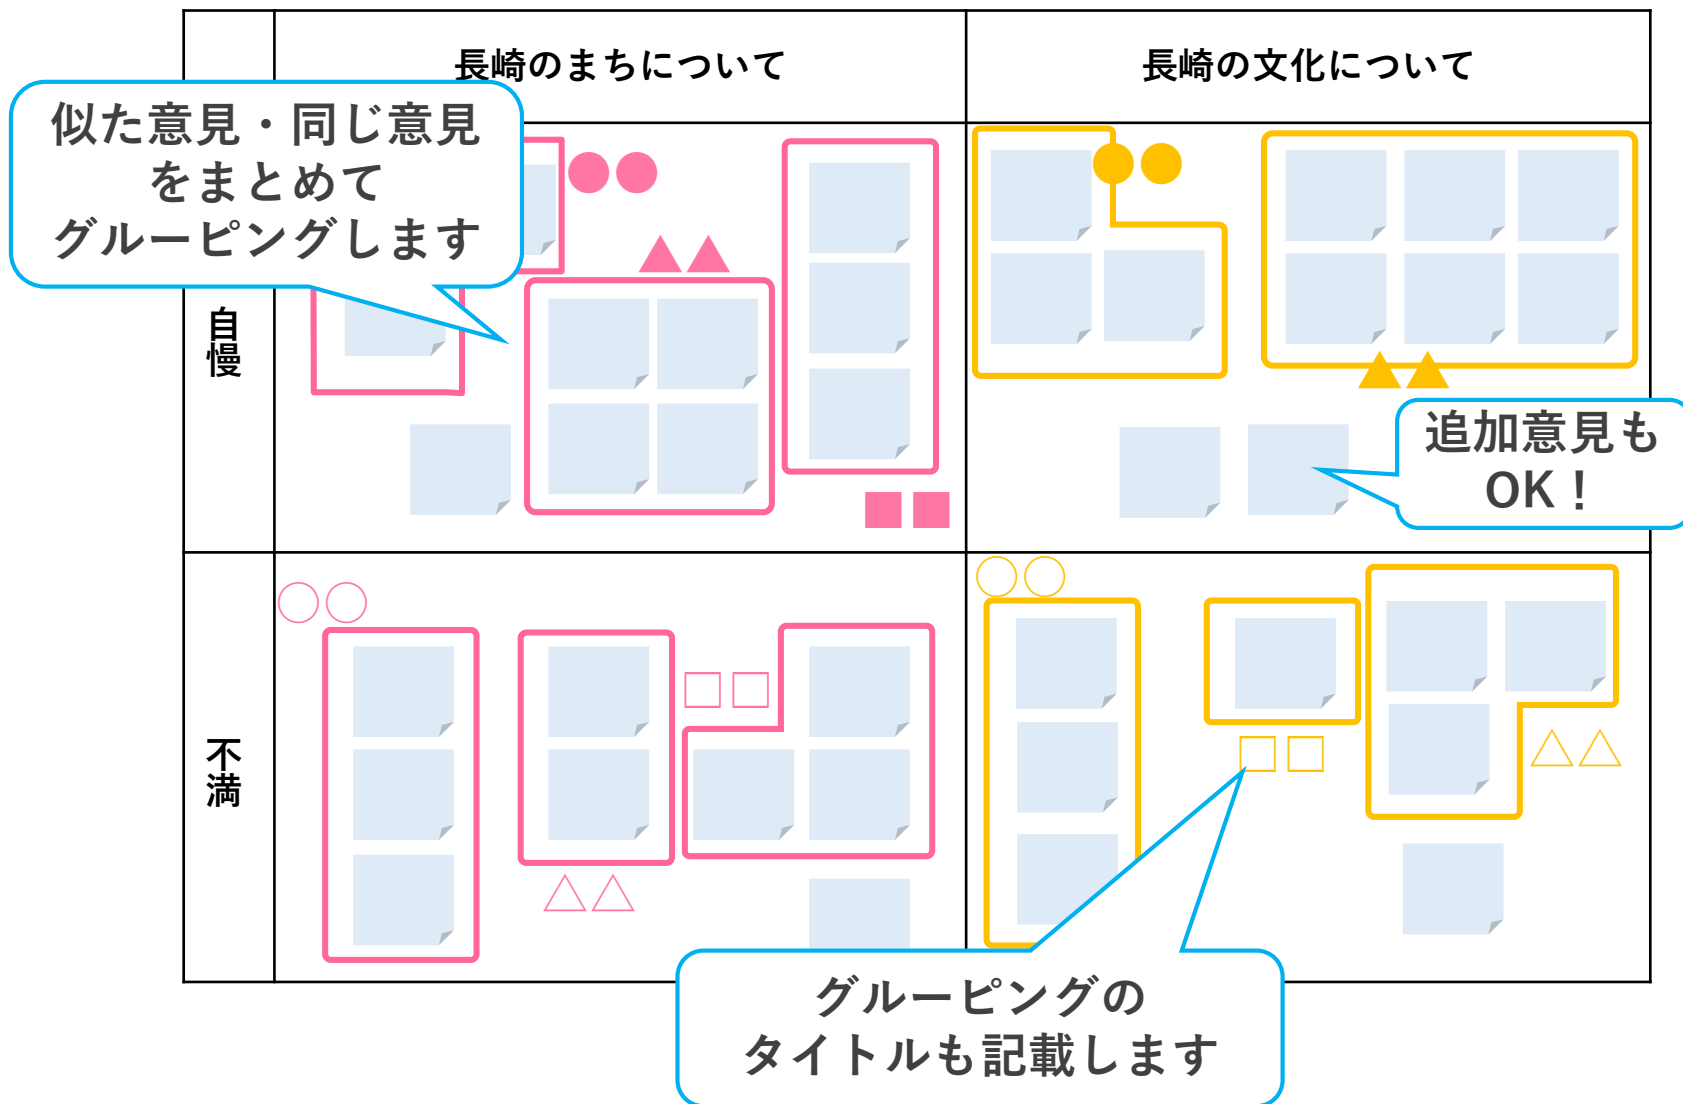 長崎のまちについて
長崎の文化について
似た意見・同じ意見
をまとめて
グルーピングします
自慢
●●
▲▲
■■
●●
▲▲
追加意見も
OK！
不満
○○
△△
□□
○○
□□
△△
グルーピングの
タイトルも記載します